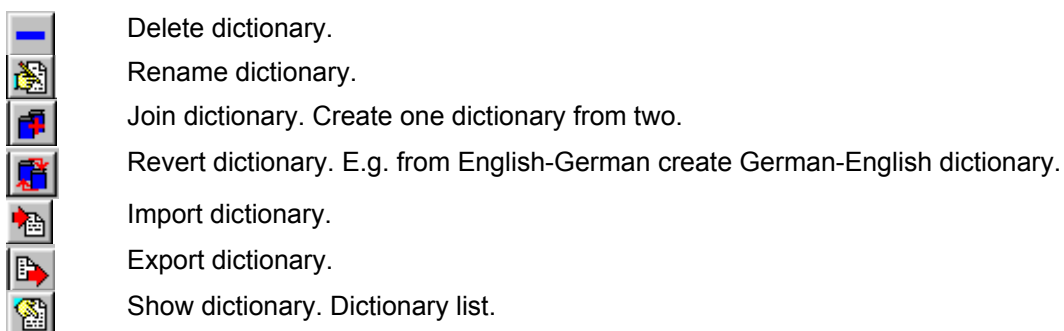 Delete dictionary.
Rename dictionary.
Join dictionary. Create one dictionary from two.
Revert dictionary. E.g. from English-German create German-English dictionary.
Import dictionary.
Export dictionary.
Show dictionary. Dictionary list.